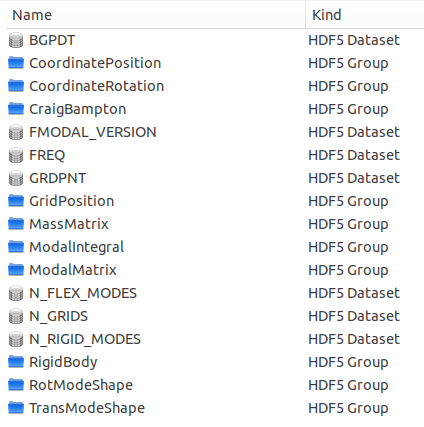 Name Kind
BGPDT HDF5 Dataset
CoordinatePosition HDF5 Group
CoordinateRotation HDF5 Group
CraigBampton HDF5 Group
FMODAL_VERSION HDF5 Dataset
FREQ HDF5 Dataset
GRDPNT HDF5 Dataset
GridPosition HDF5 Group
MassMatrix HDF5 Group
ModalIntegral HDF5 Group
ModalMatrix HDF5 Group
N_FLEX_MODES HDF5 Dataset
N_GRIDS HDF5 Dataset
N_RIGID_MODES HDF5 Dataset
RigidBody HDF5 Group
RotModeShape HDF5 Group
TransModeShape HDF5 Group